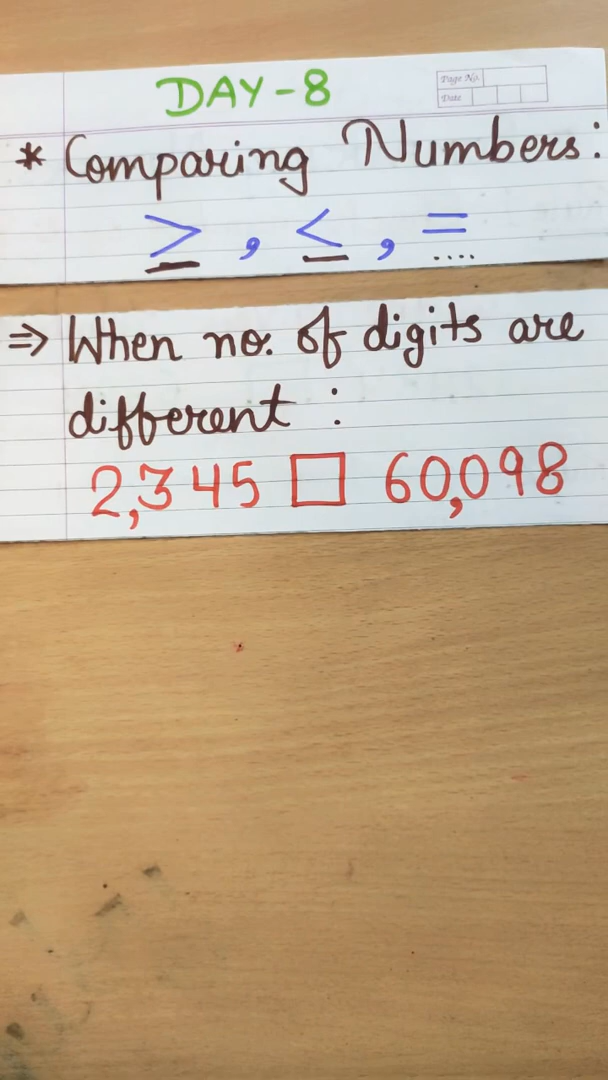 DAY-8
Page No.
Date
* Comparing Numbers:
>, <, =
⇒ When no. of digits are
different :
2,345 □ 60,098